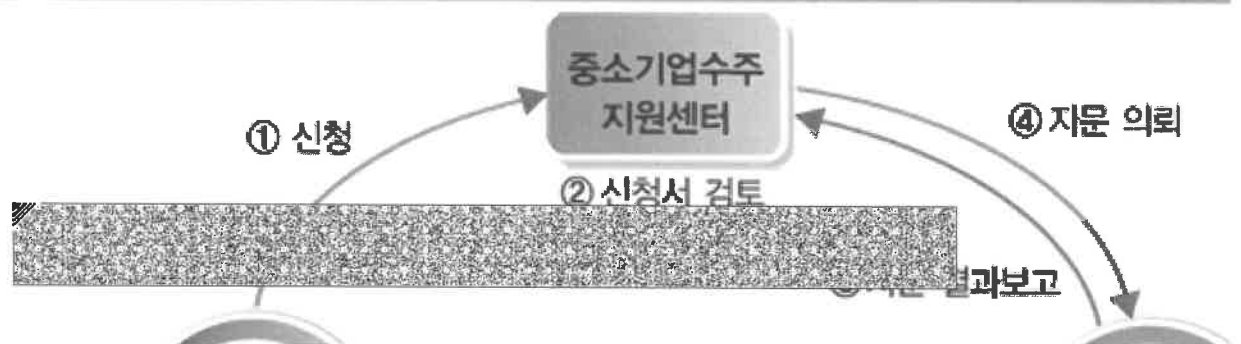 중소기업수주
지원센터
① 신청
④ 자문 의뢰
② 신청서 검토
결과보고